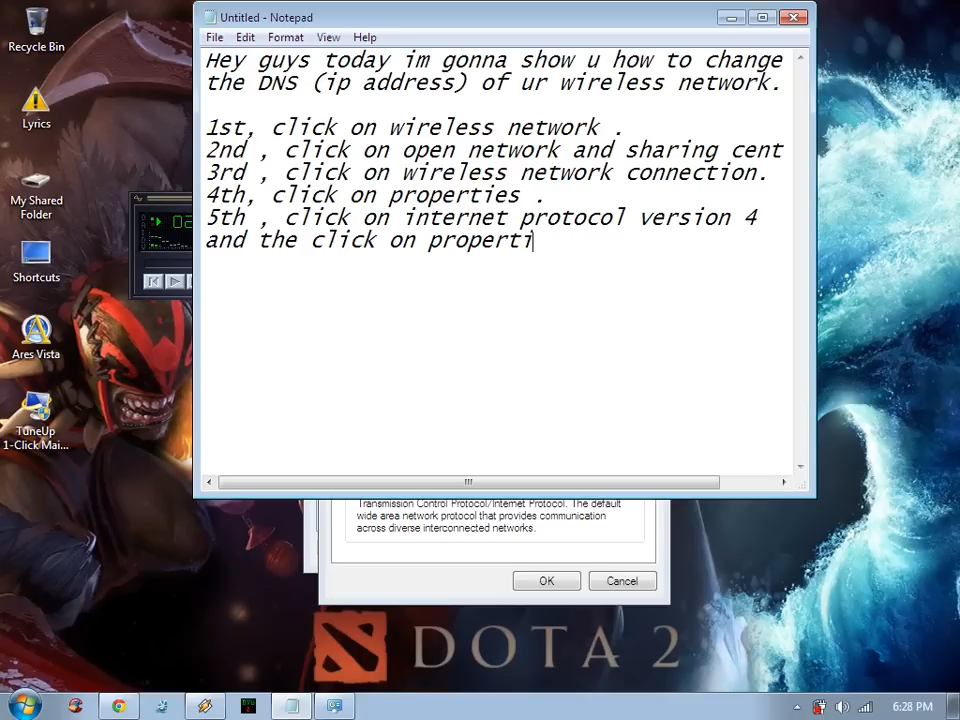 Recycle Bin
Lyrics
My Shared
Folder
Shortcuts
Ares Vista
TuneUp
1-Click Mai...
Untitled - Notepad
File Edit Format View Help
Hey guys today im gonna show u how to change
the DNS (ip address) of ur wireless network.
1st, click on wireless network .
2nd , click on open network and sharing cent
3rd , click on wireless network connection.
4th, click on properties .
5th , click on internet protocol version 4
and the click on properti
Transmission Control Protocol/Internet Protocol. The default
wide area network protocol that provides communication
across diverse interconnected networks.
OK Cancel
DOTA 2
6:28 PM